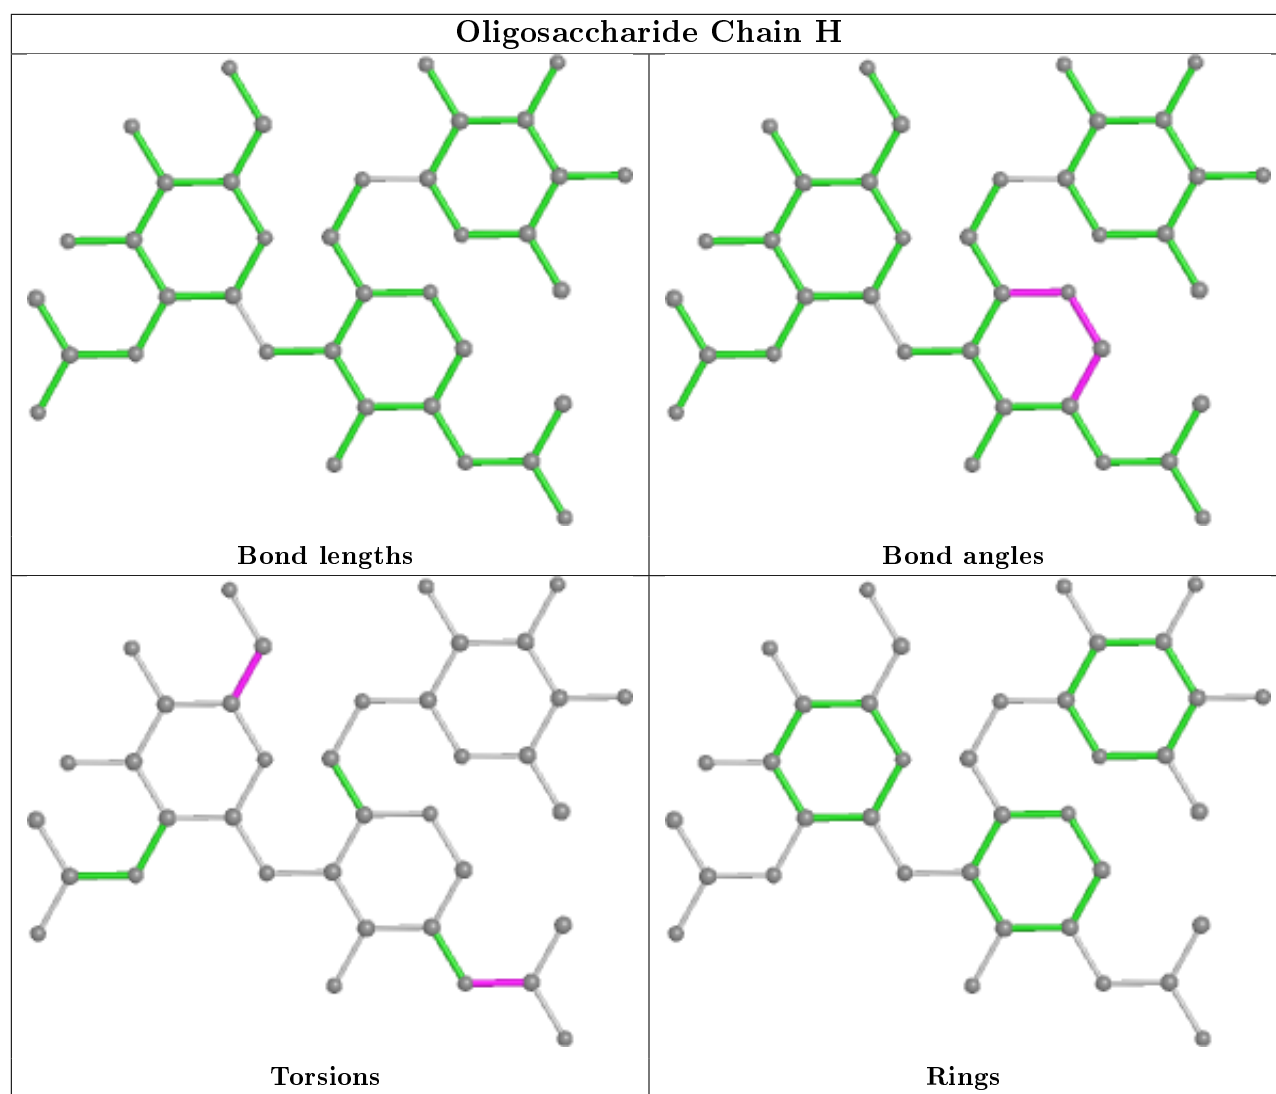 Oligosaccharide Chain H
Bond lengths
Bond angles
Torsions
Rings